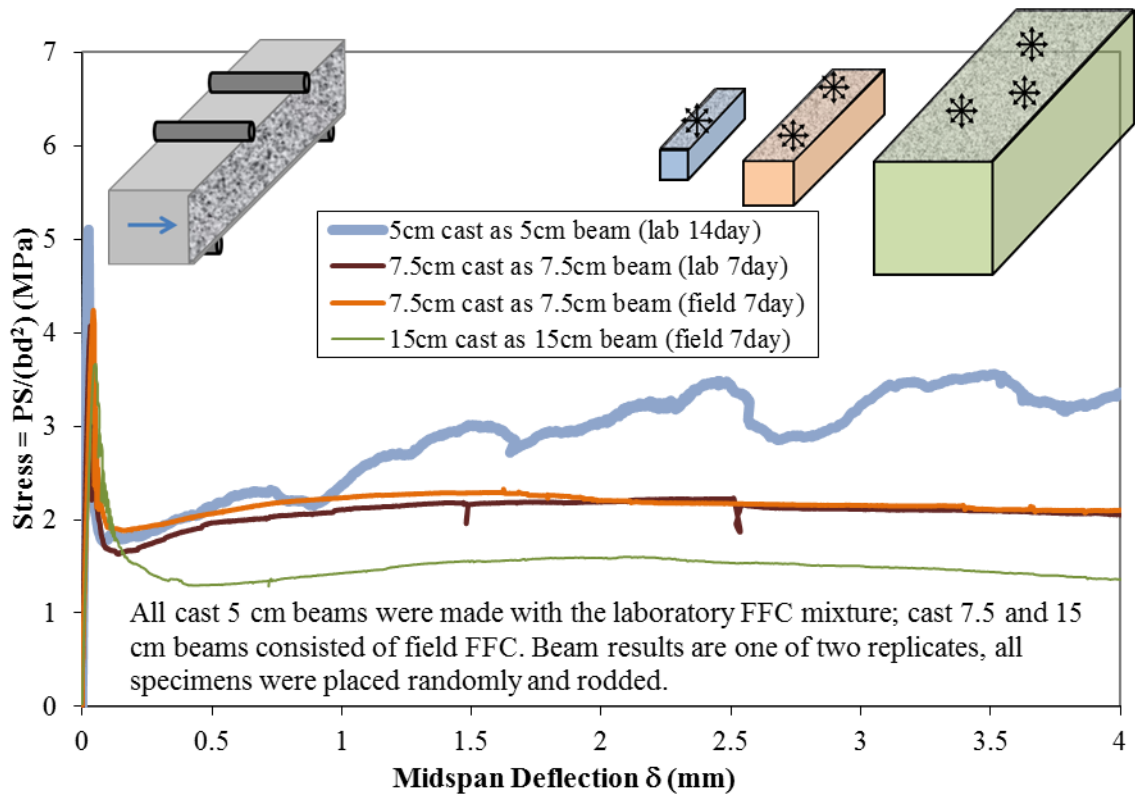 7
6
5
4
3
2
1
0
Stress = PS/(bd²) (MPa)
5cm cast as 5cm beam (lab 14day)
7.5cm cast as 7.5cm beam (lab 7day)
7.5cm cast as 7.5cm beam (field 7day)
15cm cast as 15cm beam (field 7day)
All cast 5 cm beams were made with the laboratory FFC mixture; cast 7.5 and 15
cm beams consisted of field FFC. Beam results are one of two replicates, all
specimens were placed randomly and rodded.
0 0.5 1 1.5 2 2.5 3 3.5 4
Midspan Deflection δ (mm)